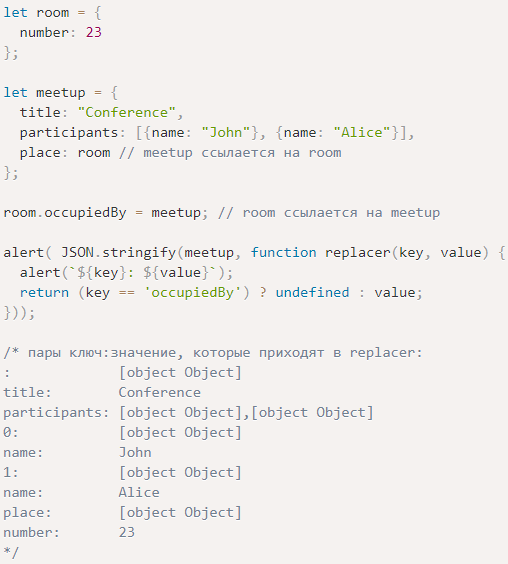 let room = {
  number: 23
};

let meetup = {
  title: "Conference",
  participants: [{name: "John"}, {name: "Alice"}],
  place: room // meetup ссылается на room
};

room.occupiedBy = meetup; // room ссылается на meetup

alert( JSON.stringify(meetup, function replacer(key, value) {
  alert(`${key}: ${value}`);
  return (key == 'occupiedBy') ? undefined : value;
}));

/* пары ключ:значение, которые приходят в replacer:
:             [object Object]
title:        Conference
participants: [object Object],[object Object]
0:            [object Object]
name:         John
1:            [object Object]
name:         Alice
place:        [object Object]
number:       23
*/